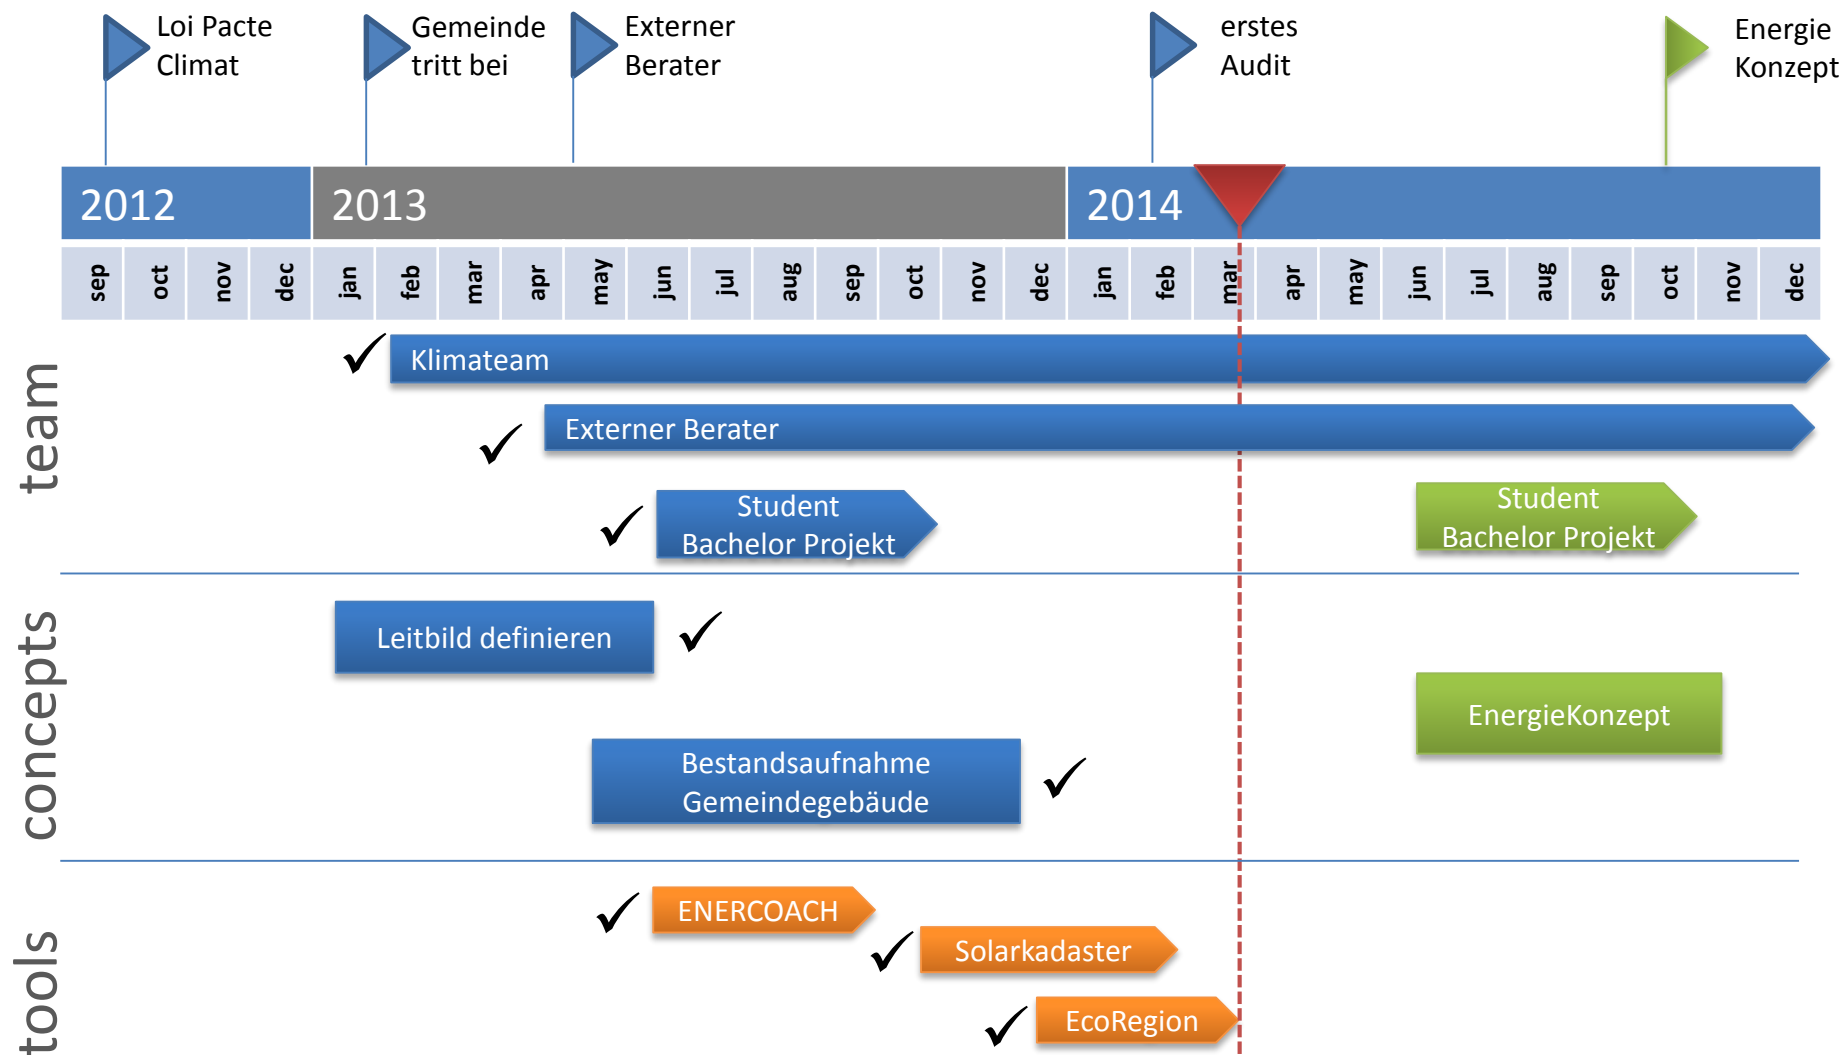 Loi Pacte
Climat
Gemeinde
tritt bei
Externer
Berater
erstes
Audit
Energie
Konzept
2012
2013
2014
sep
oct
nov
dec
jan
feb
mar
apr
may
jun
jul
aug
sep
oct
nov
dec
jan
feb
mar
apr
may
jun
jul
aug
sep
oct
nov
dec
team
Klimateam
Externer Berater
Student
Bachelor Projekt
Student
Bachelor Projekt
concepts
Leitbild definieren
EnergieKonzept
Bestandsaufnahme
Gemeindegebäude
tools
ENERCOACH
Solarkadaster
EcoRegion